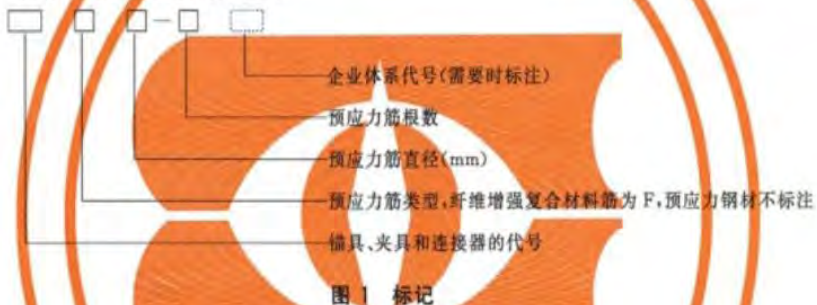 企业体系代号(需要时标注)
预应力筋根数
预应力筋直径(mm)
预应力筋类型,纤维增强复合材料筋为 F,预应力钢材不标注
锚具、夹具和连接器的代号
图 1 标记